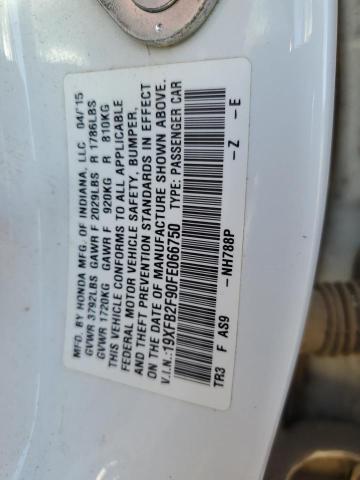 MFD. BY HONDA MFG. OF INDIANA, LLC 04/15
GVWR 3792LBS GAWR F 2029LBS R 1786LBS
GVWR 1720KG GAWR F 920KG R 810KG
THIS VEHICLE CONFORMS TO ALL APPLICABLE
FEDERAL MOTOR VEHICLE SAFETY, BUMPER,
AND THEFT PREVENTION STANDARDS IN EFFECT
ON THE DATE OF MANUFACTURE SHOWN ABOVE.
V.I.N.:19XFB2F90FE066750 TYPE: PASSENGER CAR
TR3 F AS9 - NH788P - Z - E